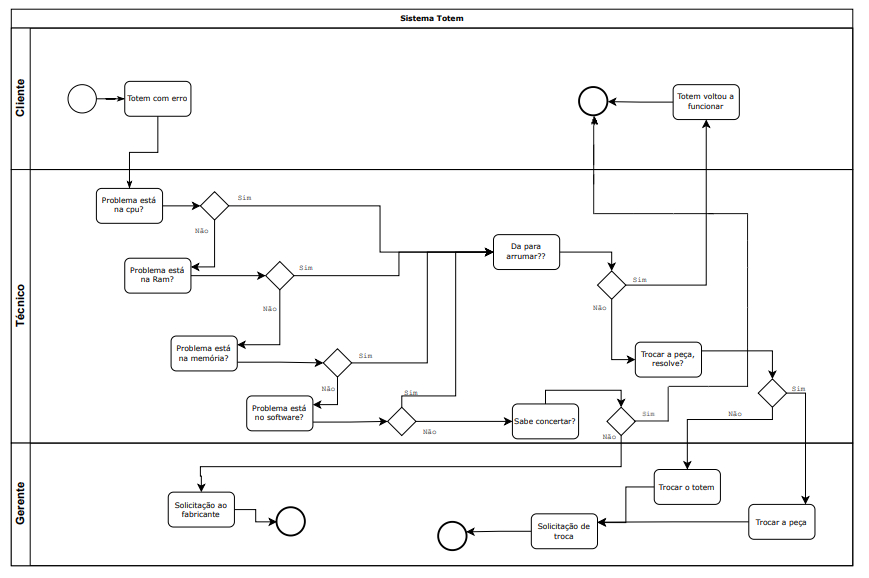 Sistema Totem
Cliente
Totem com erro
Totem voltou a
funcionar
Técnico
Problema está
na cpu?
Sim
Não
Problema está
na Ram?
Sim
Não
Problema está
na memória?
Sim
Não
Problema está
no software?
Sim
Não
Da para
arrumar??
Sim
Não
Trocar a peça,
resolve?
Sim
Não
Sabe concertar?
Sim
Não
Gerente
Solicitação ao
fabricante
Trocar o totem
Solicitação de
troca
Trocar a peça